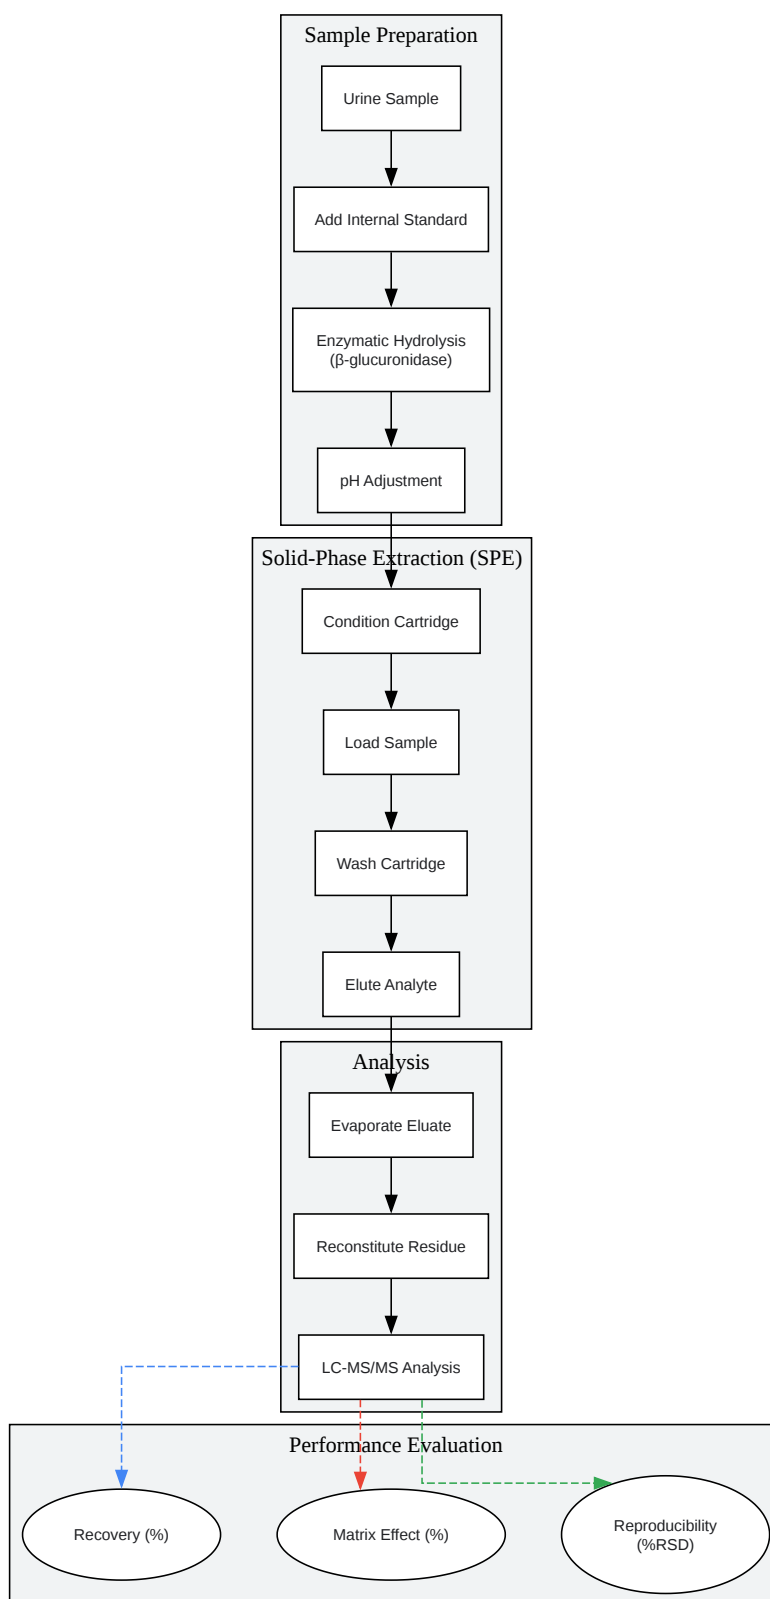 Sample Preparation
Urine Sample
Add Internal Standard
Enzymatic Hydrolysis
(β-glucuronidase)
pH Adjustment
Solid-Phase Extraction (SPE)
Condition Cartridge
Load Sample
Wash Cartridge
Elute Analyte
Analysis
Evaporate Eluate
Reconstitute Residue
LC-MS/MS Analysis
Performance Evaluation
Recovery (%)
Matrix Effect (%)
Reproducibility
(%RSD)